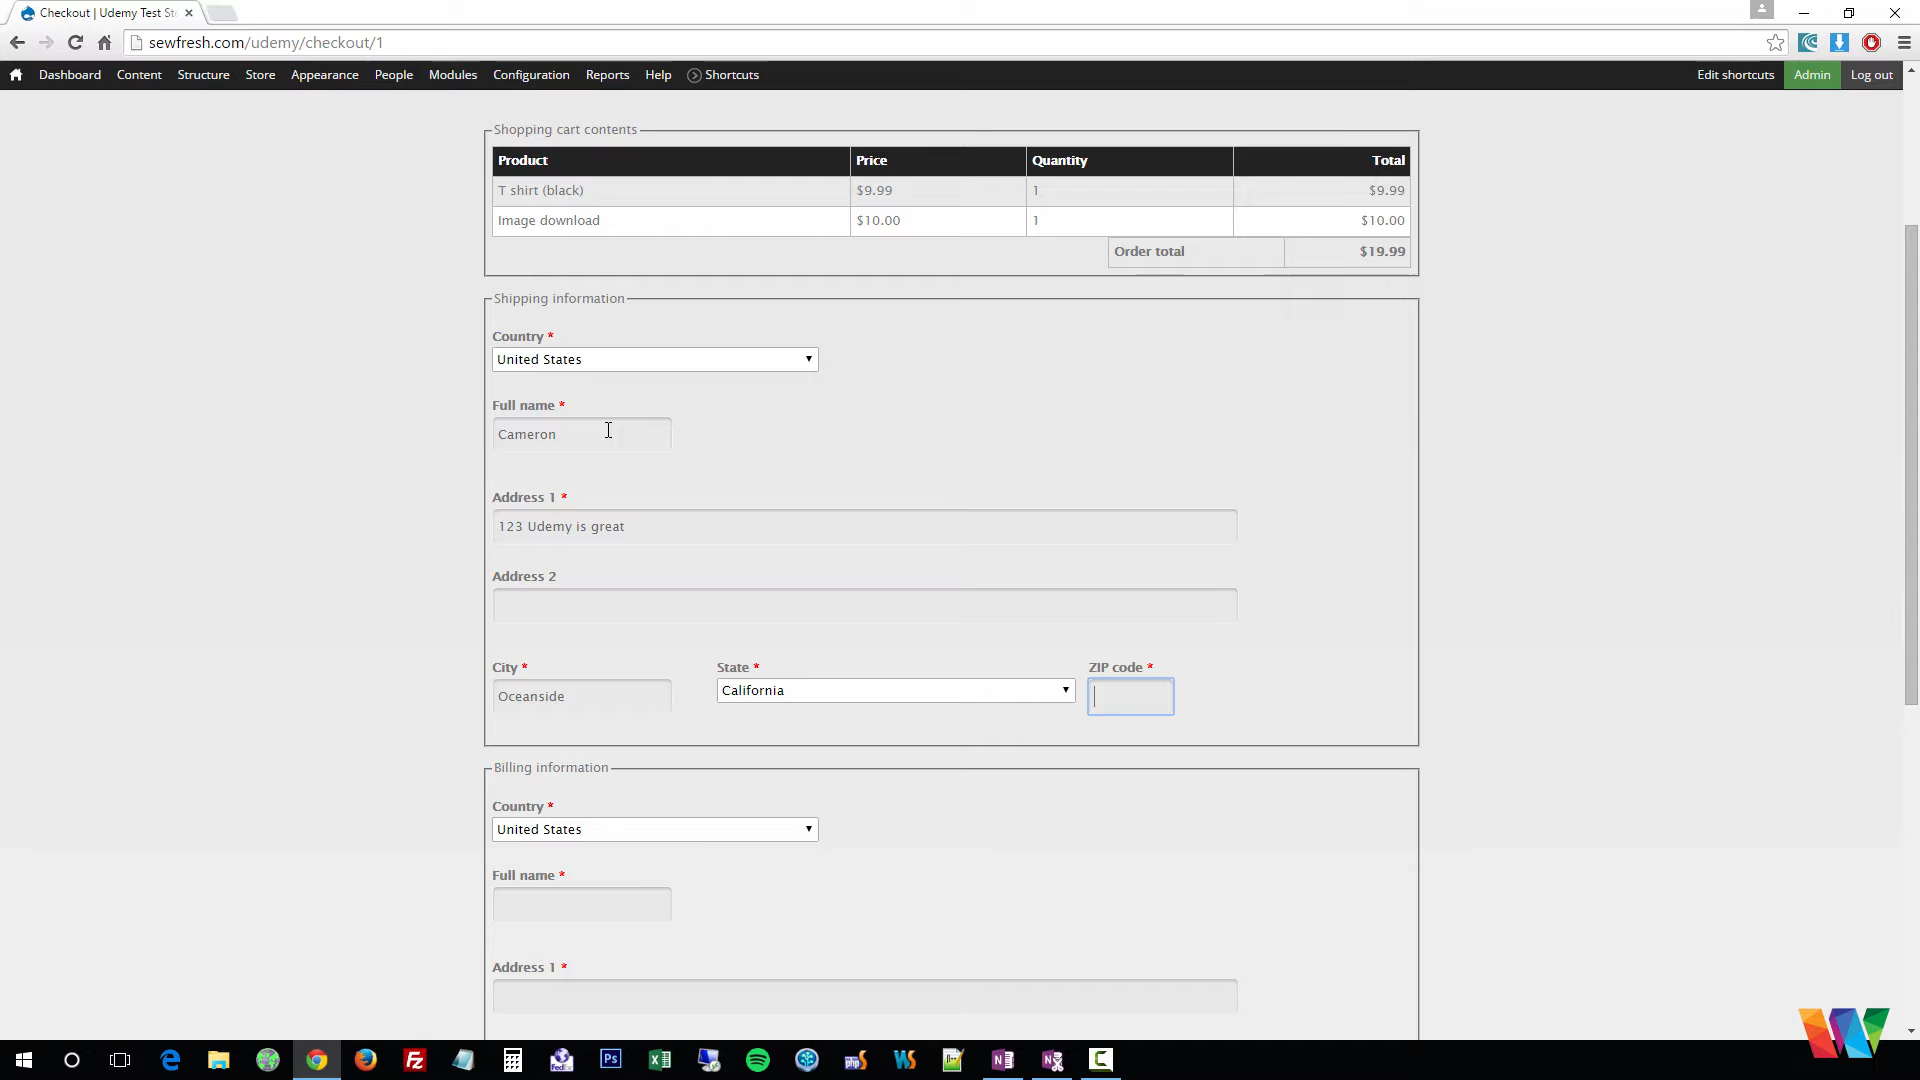 Checkout | Udemy Test St
sewfresh.com/udemy/checkout/1
Dashboard Content Structure Store Appearance People Modules Configuration Reports Help Shortcuts Edit shortcuts Admin Log out
Shopping cart contents
Product Price Quantity Total
T shirt (black) $9.99 1 $9.99
Image download $10.00 1 $10.00
Order total $19.99
Shipping information
Country *
United States
Full name *
Cameron
Address 1 *
123 Udemy is great
Address 2
City * State * ZIP code *
Oceanside California
Billing information
Country *
United States
Full name *
Address 1 *